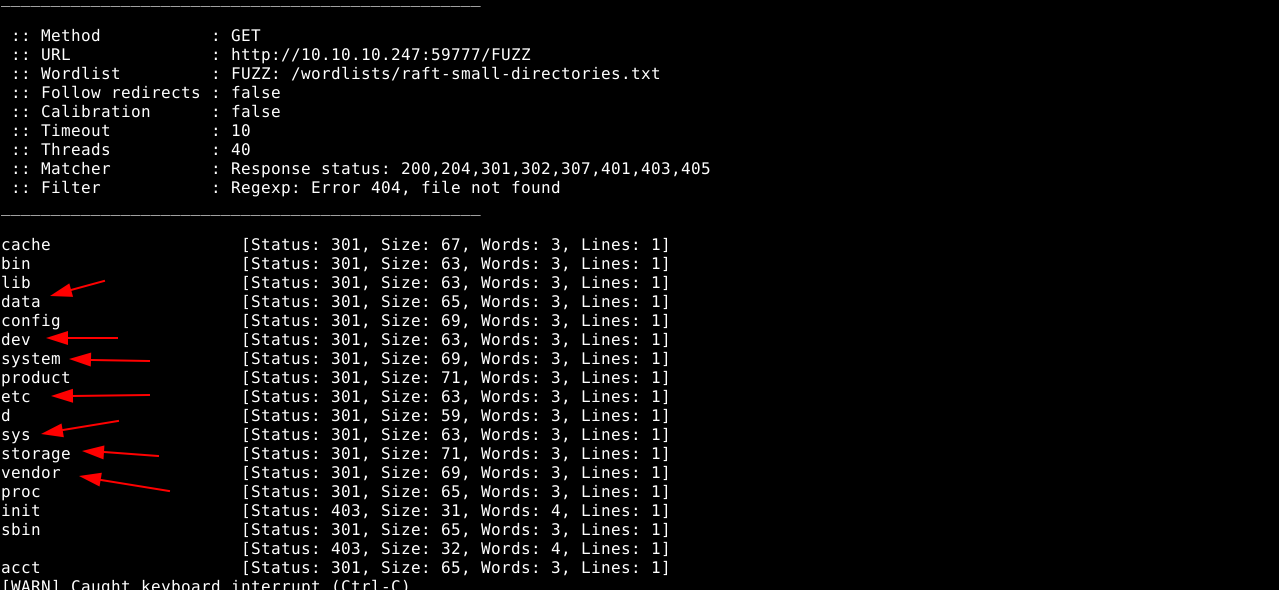 ________________________________________________
:: Method           : GET
:: URL              : http://10.10.10.247:59777/FUZZ
:: Wordlist         : FUZZ: /wordlists/raft-small-directories.txt
:: Follow redirects : false
:: Calibration      : false
:: Timeout          : 10
:: Threads          : 40
:: Matcher          : Response status: 200,204,301,302,307,401,403,405
:: Filter           : Regexp: Error 404, file not found
________________________________________________
cache                   [Status: 301, Size: 67, Words: 3, Lines: 1]
bin                     [Status: 301, Size: 63, Words: 3, Lines: 1]
lib                     [Status: 301, Size: 63, Words: 3, Lines: 1]
data                    [Status: 301, Size: 65, Words: 3, Lines: 1]
config                  [Status: 301, Size: 69, Words: 3, Lines: 1]
dev                     [Status: 301, Size: 63, Words: 3, Lines: 1]
system                  [Status: 301, Size: 69, Words: 3, Lines: 1]
product                 [Status: 301, Size: 71, Words: 3, Lines: 1]
etc                     [Status: 301, Size: 63, Words: 3, Lines: 1]
d                       [Status: 301, Size: 59, Words: 3, Lines: 1]
sys                     [Status: 301, Size: 63, Words: 3, Lines: 1]
storage                 [Status: 301, Size: 71, Words: 3, Lines: 1]
vendor                  [Status: 301, Size: 69, Words: 3, Lines: 1]
proc                    [Status: 301, Size: 65, Words: 3, Lines: 1]
init                    [Status: 403, Size: 31, Words: 4, Lines: 1]
sbin                    [Status: 301, Size: 65, Words: 3, Lines: 1]
                        [Status: 403, Size: 32, Words: 4, Lines: 1]
acct                    [Status: 301, Size: 65, Words: 3, Lines: 1]
[WARN] Caught keyboard interrupt (Ctrl-C)